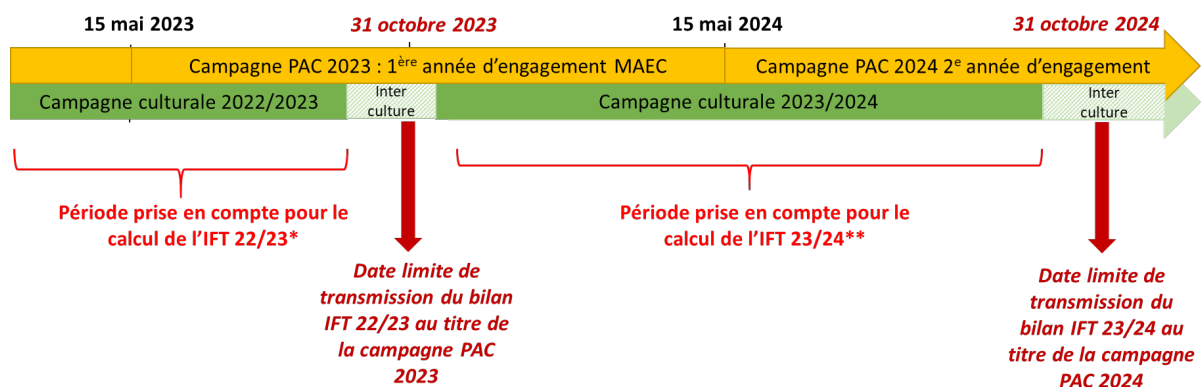 15 mai 2023
31 octobre 2023
15 mai 2024
31 octobre 2024
Campagne PAC 2023 : 1ère année d’engagement MAEC
Campagne PAC 2024 2e année d’engagement
Campagne culturale 2022/2023
Inter
culture
Campagne culturale 2023/2024
Inter
culture
Période prise en compte pour le
calcul de l’IFT 22/23*
Période prise en compte pour le
calcul de l’IFT 23/24**
Date limite de
transmission du bilan
IFT 22/23 au titre de
la campagne PAC
2023
Date limite de
transmission du
bilan IFT 23/24 au
titre de la campagne
PAC 2024